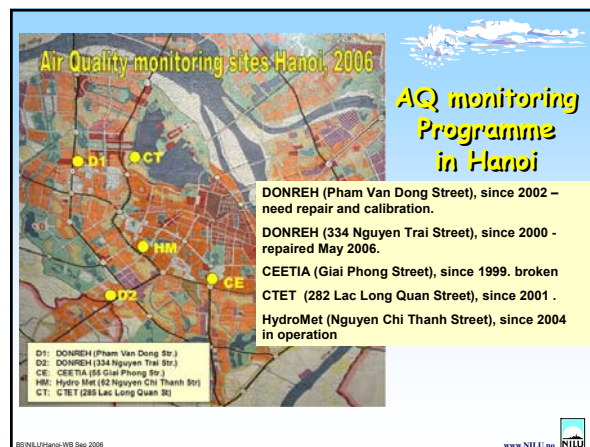 Air Quality monitoring sites Hanoi, 2006
D1
CT
HM
CE
D2
D1: DONREH (Pham Van Dong Str.)
D2: DONREH (334 Nguyen Trai Str.)
CE: CEETIA (55 Giai Phong Str.)
HM: Hydro Met (62 Nguyen Chi Thanh Str)
CT: CTET (285 Lac Long Quan St)
AQ monitoring
Programme
in Hanoi
DONREH (Pham Van Dong Street), since 2002 –
need repair and calibration.
DONREH (334 Nguyen Trai Street), since 2000 -
repaired May 2006.
CEETIA (Giai Phong Street), since 1999. broken
CTET (282 Lac Long Quan Street), since 2001 .
HydroMet (Nguyen Chi Thanh Street), since 2004
in operation
BS\NILU\Hanoi-WB Sep 2006
www.NILU.no
NILU